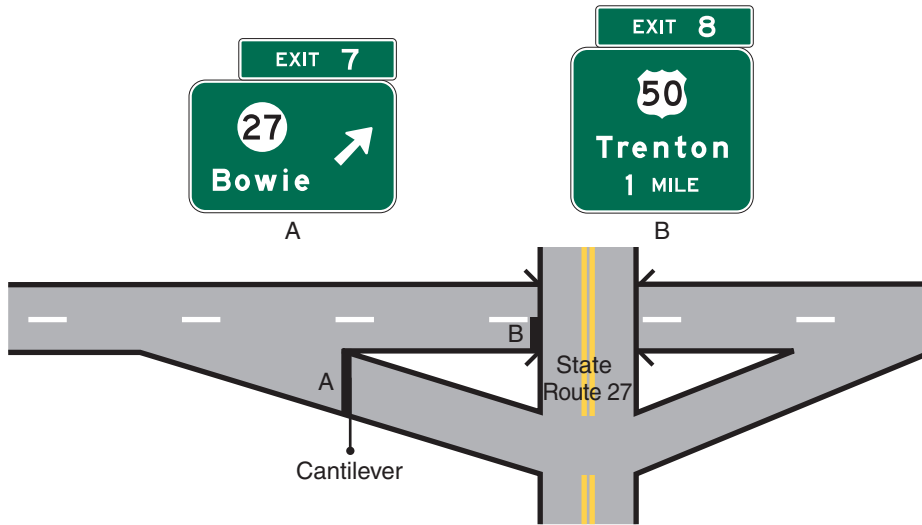 EXIT 7
27
Bowie
A
EXIT 8
50
Trenton
1 MILE
B
B
A
State
Route 27
Cantilever